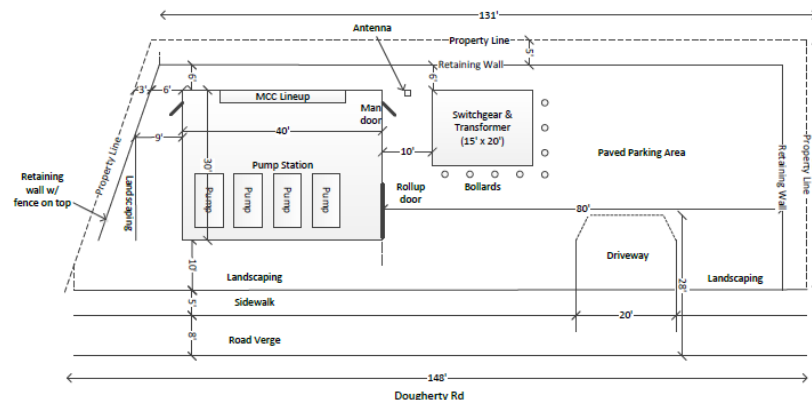 131'
Antenna
Property Line
5'
Retaining Wall
6'
6'
3'
6'
MCC Lineup
Man
door
Switchgear &
Transformer
(15' x 20')
40'
9'
10'
30'
Property Line
Pump Station
Paved Parking Area
Retaining Wall
Property Line
Retaining
wall w/
fence on top
Landscaping
Pump
Pump
Pump
Pump
Rollup
door
Bollards
80'
10'
Driveway
28'
Landscaping
Landscaping
5'
Sidewalk
20'
8'
Road Verge
148'
Dougherty Rd